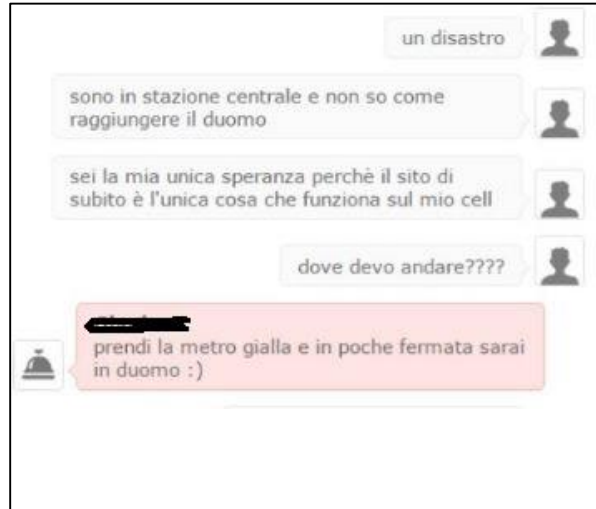 un disastro
sono in stazione centrale e non so come
raggiungere il duomo
sei la mia unica speranza perchè il sito di
subito è l'unica cosa che funziona sul mio cell
dove devo andare????
prendi la metro gialla e in poche fermata sarai
in duomo :)